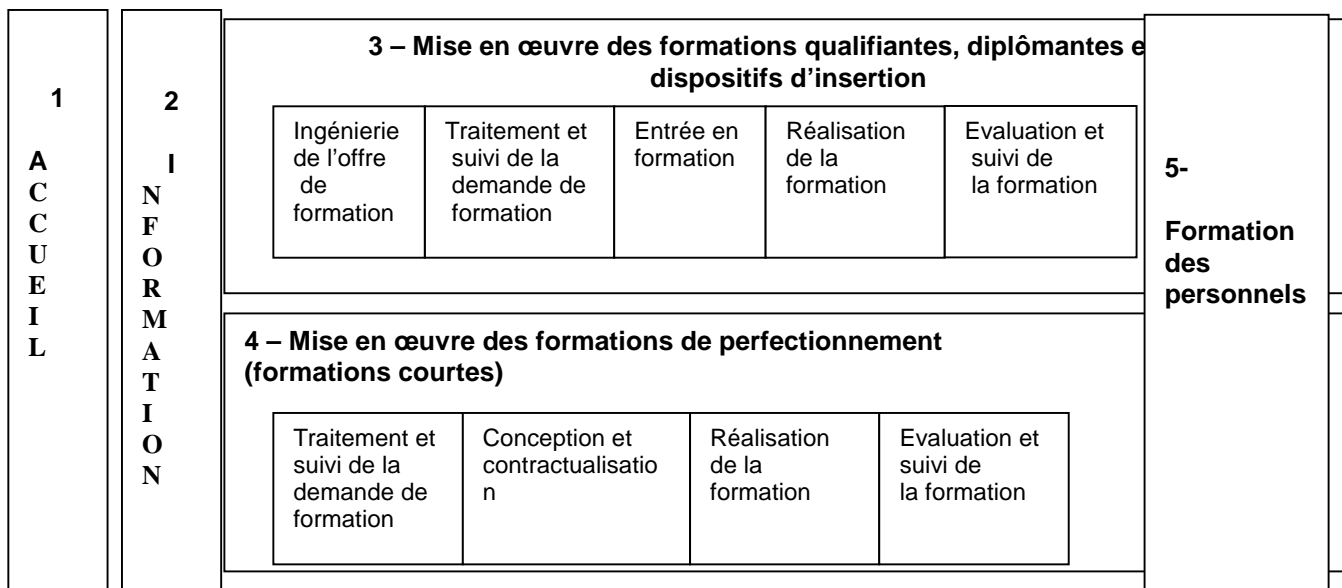 1
ACCUEIL
2
INFORMATION
3 – Mise en œuvre des formations qualifiantes, diplômantes e
dispositifs d’insertion
Ingénierie
de l’offre
de
formation
Traitement et
suivi de la
demande de
formation
Entrée en
formation
Réalisation
de la
formation
Evaluation et
suivi de
la formation
4 – Mise en œuvre des formations de perfectionnement
(formations courtes)
Traitement et
suivi de la
demande de
formation
Conception et
contractualisatio
n
Réalisation
de la
formation
Evaluation et
suivi de
la formation
5-
Formation
des
personnels